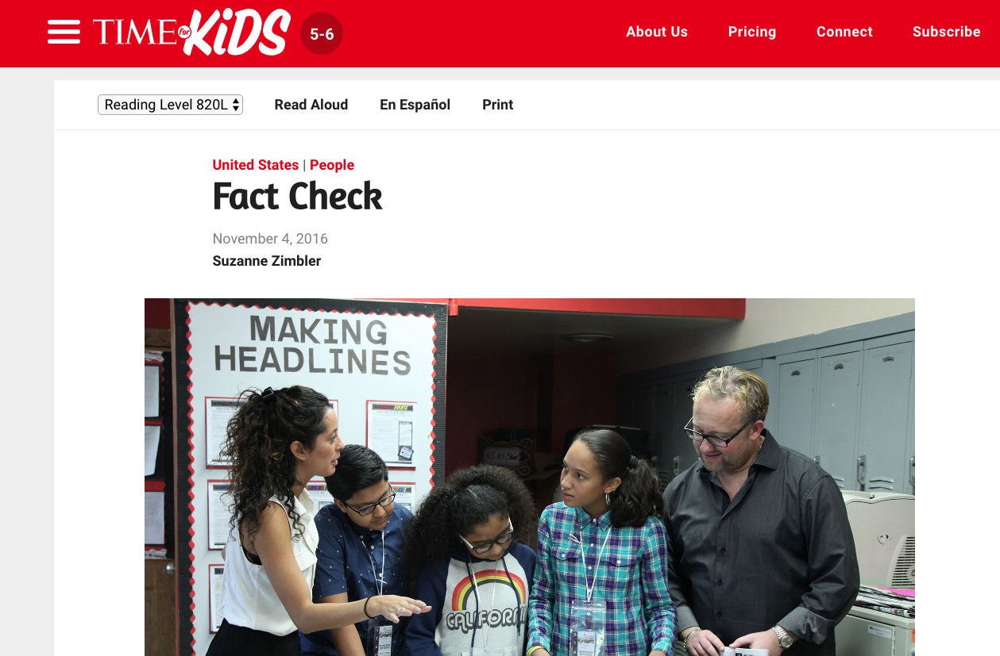 TIME for KiDS 5-6 About Us Pricing Connect Subscribe
Reading Level 820L Read Aloud En Español Print
United States | People
Fact Check
November 4, 2016
Suzanne Zimbler
MAKING
HEADLINES
CALIFORN